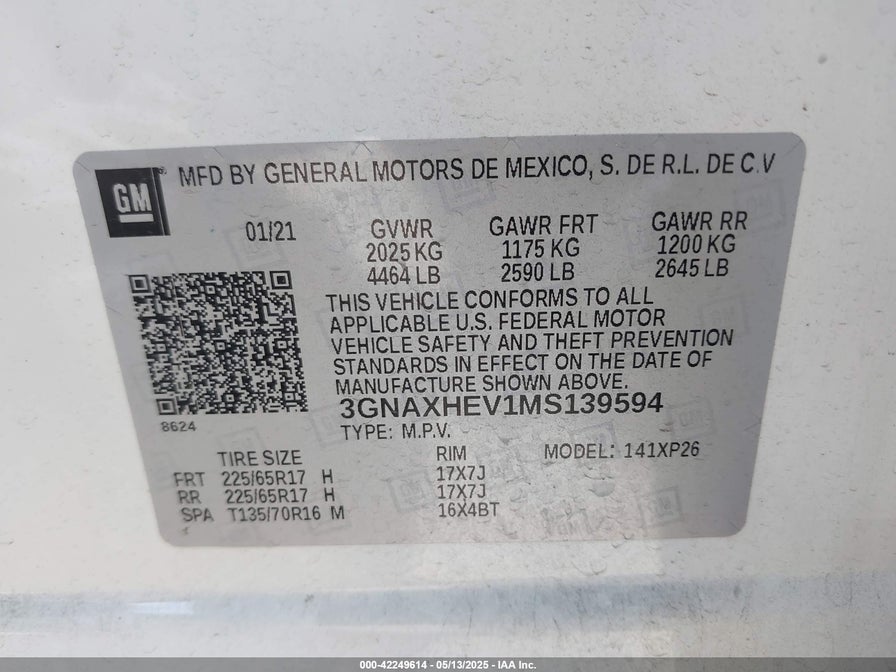 GM
MFD BY GENERAL MOTORS DE MEXICO, S. DE R.L. DE C.V
01/21 GVWR GAWR FRT GAWR RR
2025 KG 1175 KG 1200 KG
4464 LB 2590 LB 2645 LB
THIS VEHICLE CONFORMS TO ALL
APPLICABLE U.S. FEDERAL MOTOR
VEHICLE SAFETY AND THEFT PREVENTION
STANDARDS IN EFFECT ON THE DATE OF
MANUFACTURE SHOWN ABOVE.
3GNAXHEV1MS139594
8624
TYPE: M.P.V.
TIRE SIZE RIM MODEL: 141XP26
FRT 225/65R17 H 17X7J
RR 225/65R17 H 17X7J
SPA T135/70R16 M 16X4BT
000-42249614 - 05/13/2025 - IAA Inc.